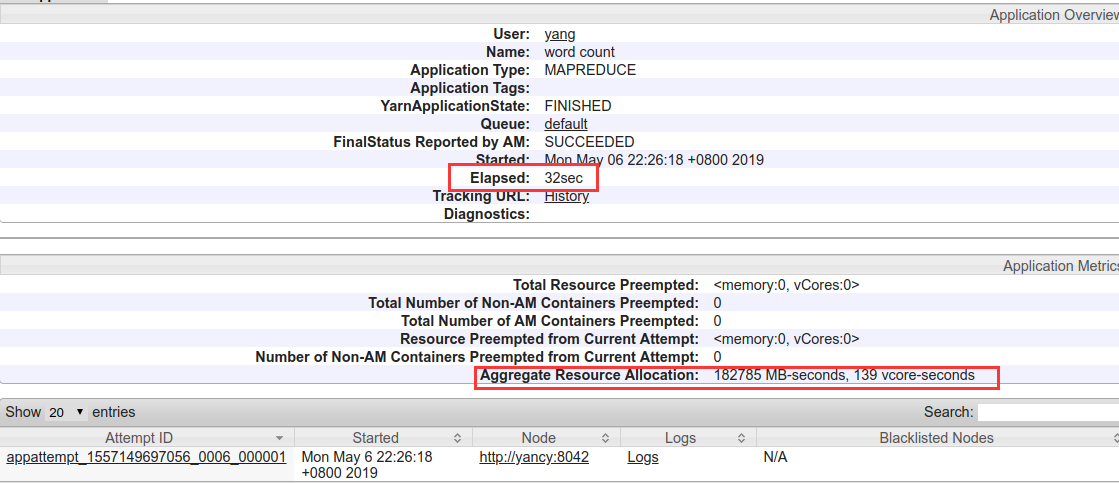 Application Overview
User: yang
Name: word count
Application Type: MAPREDUCE
Application Tags:
YarnApplicationState: FINISHED
Queue: default
FinalStatus Reported by AM: SUCCEEDED
Started: Mon May 06 22:26:18 +0800 2019
Elapsed: 32sec
Tracking URL: History
Diagnostics:
Application Metrics
Total Resource Preempted: <memory:0, vCores:0>
Total Number of Non-AM Containers Preempted: 0
Total Number of AM Containers Preempted: 0
Resource Preempted from Current Attempt: <memory:0, vCores:0>
Number of Non-AM Containers Preempted from Current Attempt: 0
Aggregate Resource Allocation: 182785 MB-seconds, 139 vcore-seconds
Show 20 entries Search:
Attempt ID Started Node Logs Blacklisted Nodes
appattempt_1557149697056_0006_000001 Mon May 6 22:26:18 http://yancy:8042 Logs N/A
+0800 2019